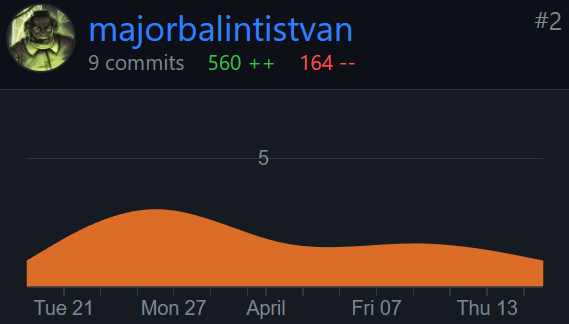 majorbalintistvan
#2
9 commits 560 ++ 164 --
5
Tue 21 Mon 27 April Fri 07 Thu 13